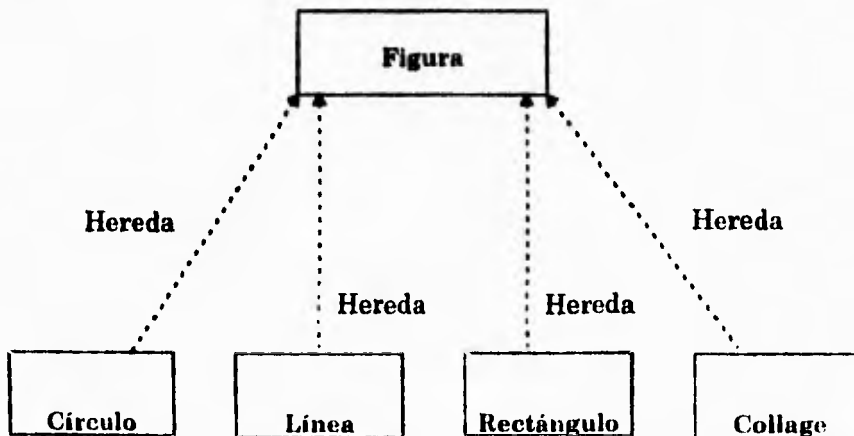 Figura
Hereda
Hereda
Hereda
Hereda
Círculo
Línea
Rectángulo
Collage